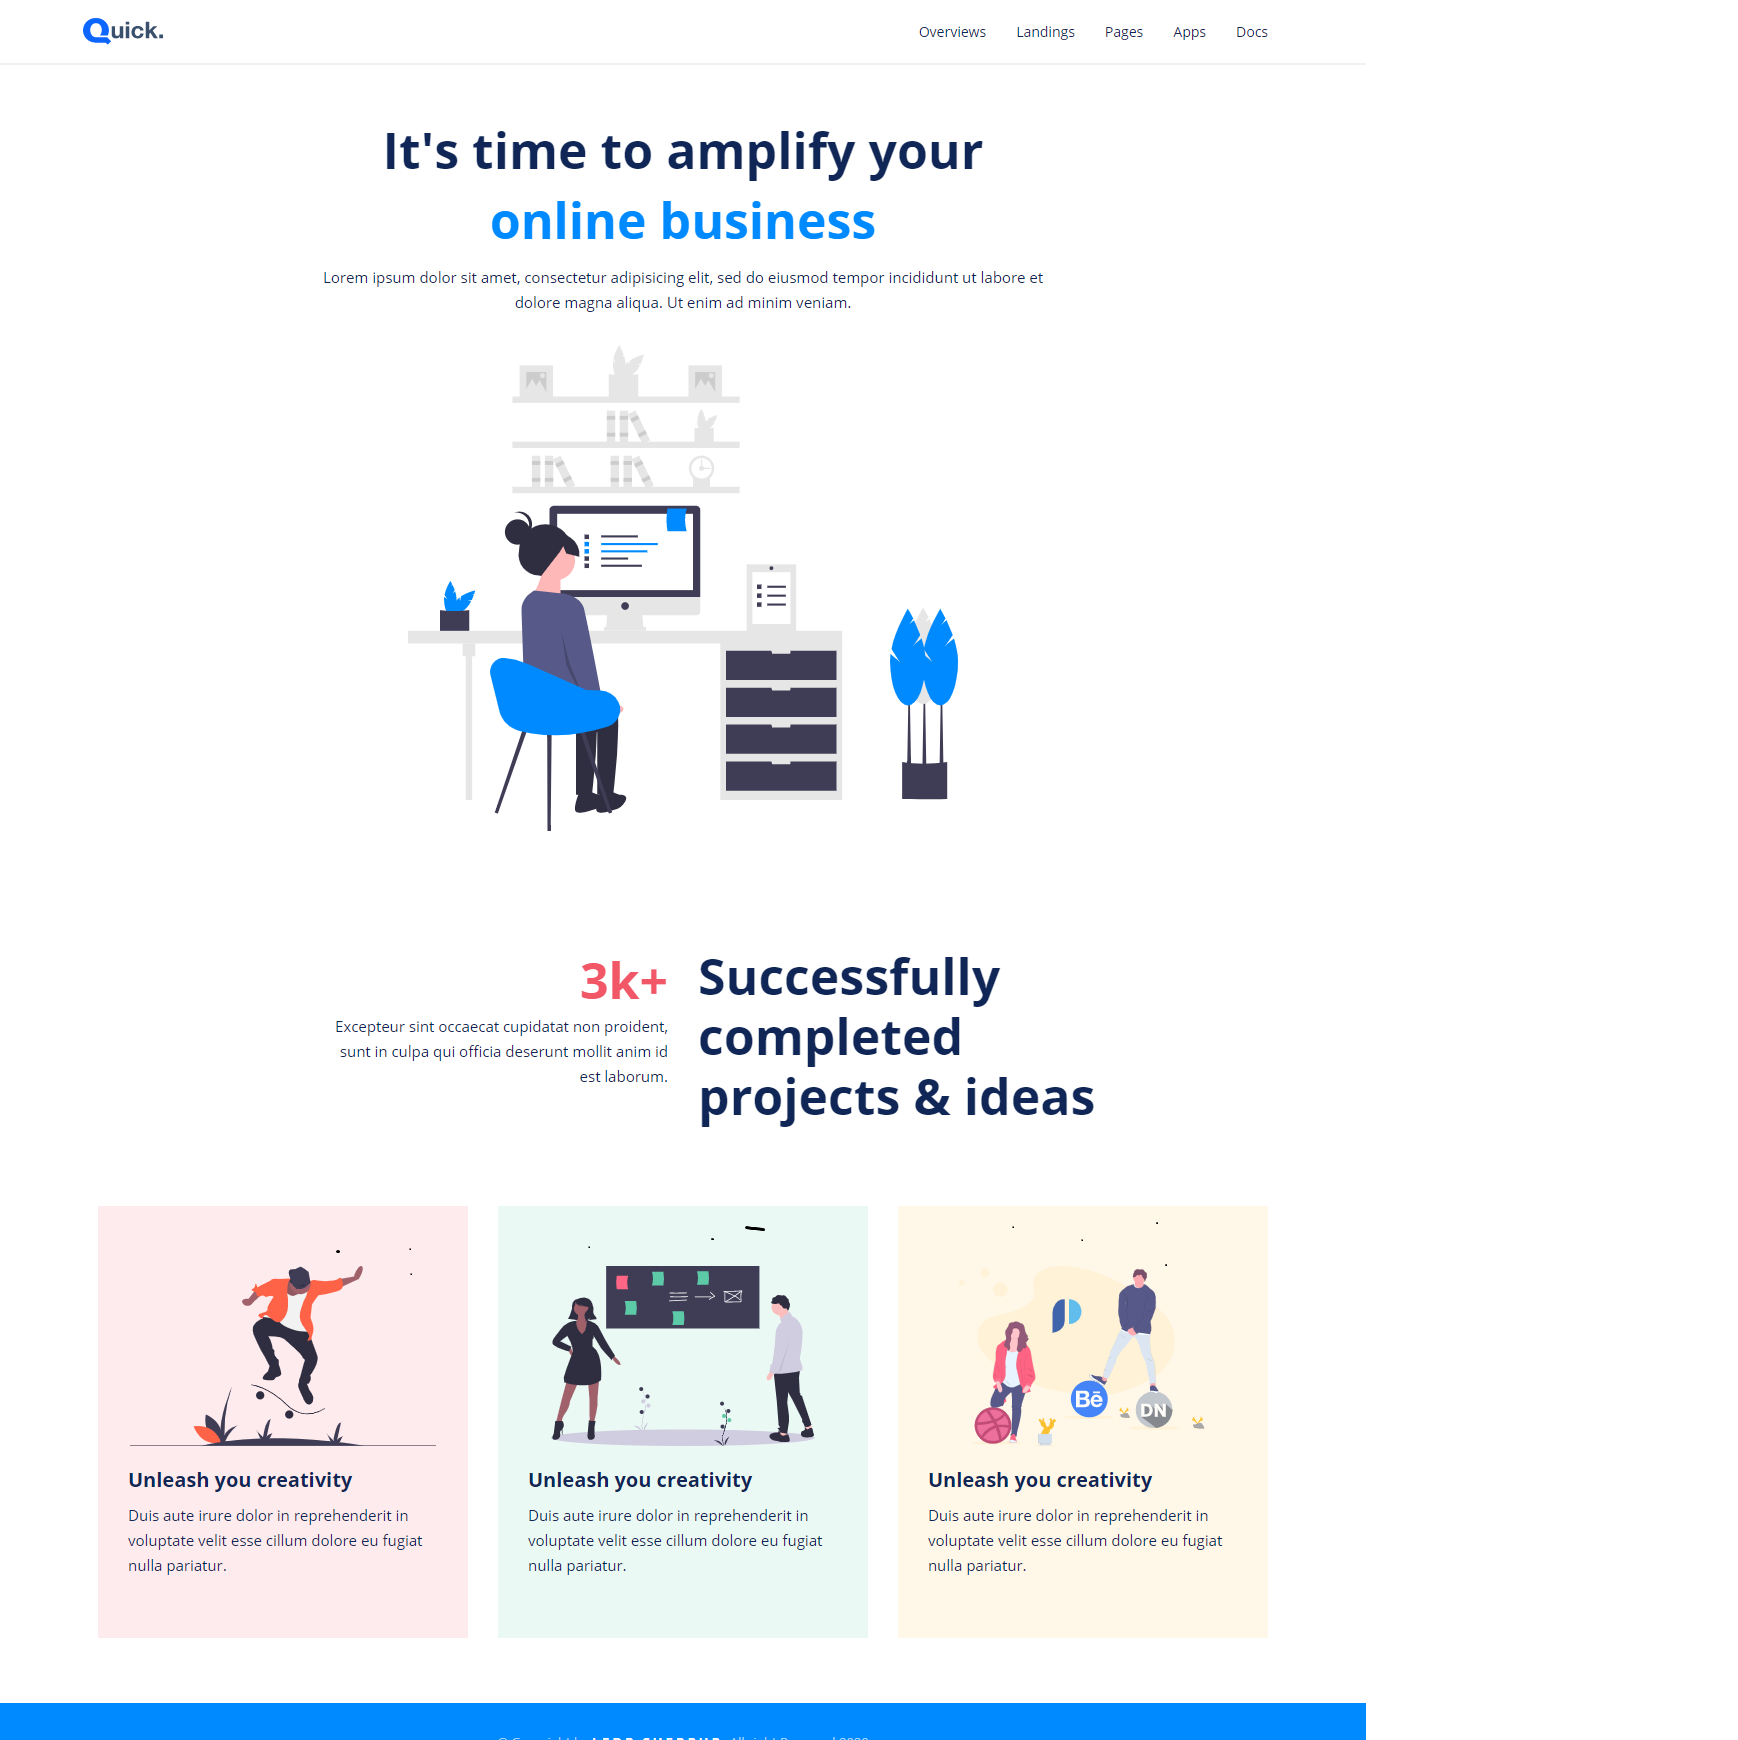 Quick.
Overviews Landings Pages Apps Docs
It's time to amplify your
online business
Lorem ipsum dolor sit amet, consectetur adipisicing elit, sed do eiusmod tempor incididunt ut labore et
dolore magna aliqua. Ut enim ad minim veniam.
3k+
Excepteur sint occaecat cupidatat non proident,
sunt in culpa qui officia deserunt mollit anim id
est laborum.
Successfully
completed
projects & ideas
Bē
DN
Unleash you creativity
Duis aute irure dolor in reprehenderit in
voluptate velit esse cillum dolore eu fugiat
nulla pariatur.
Unleash you creativity
Duis aute irure dolor in reprehenderit in
voluptate velit esse cillum dolore eu fugiat
nulla pariatur.
Unleash you creativity
Duis aute irure dolor in reprehenderit in
voluptate velit esse cillum dolore eu fugiat
nulla pariatur.